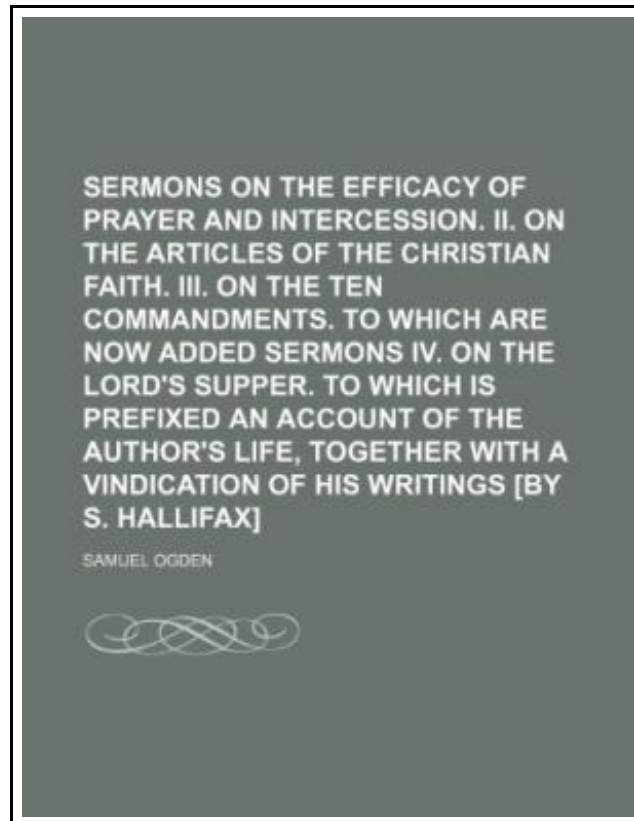 SERMONS ON THE EFFICACY OF
PRAYER AND INTERCESSION. II. ON
THE ARTICLES OF THE CHRISTIAN
FAITH. III. ON THE TEN
COMMANDMENTS. TO WHICH ARE
NOW ADDED SERMONS IV. ON THE
LORD'S SUPPER. TO WHICH IS
PREFIXED AN ACCOUNT OF THE
AUTHOR'S LIFE, TOGETHER WITH A
VINDICATION OF HIS WRITINGS [BY
S. HALLIFAX]
SAMUEL OGDEN